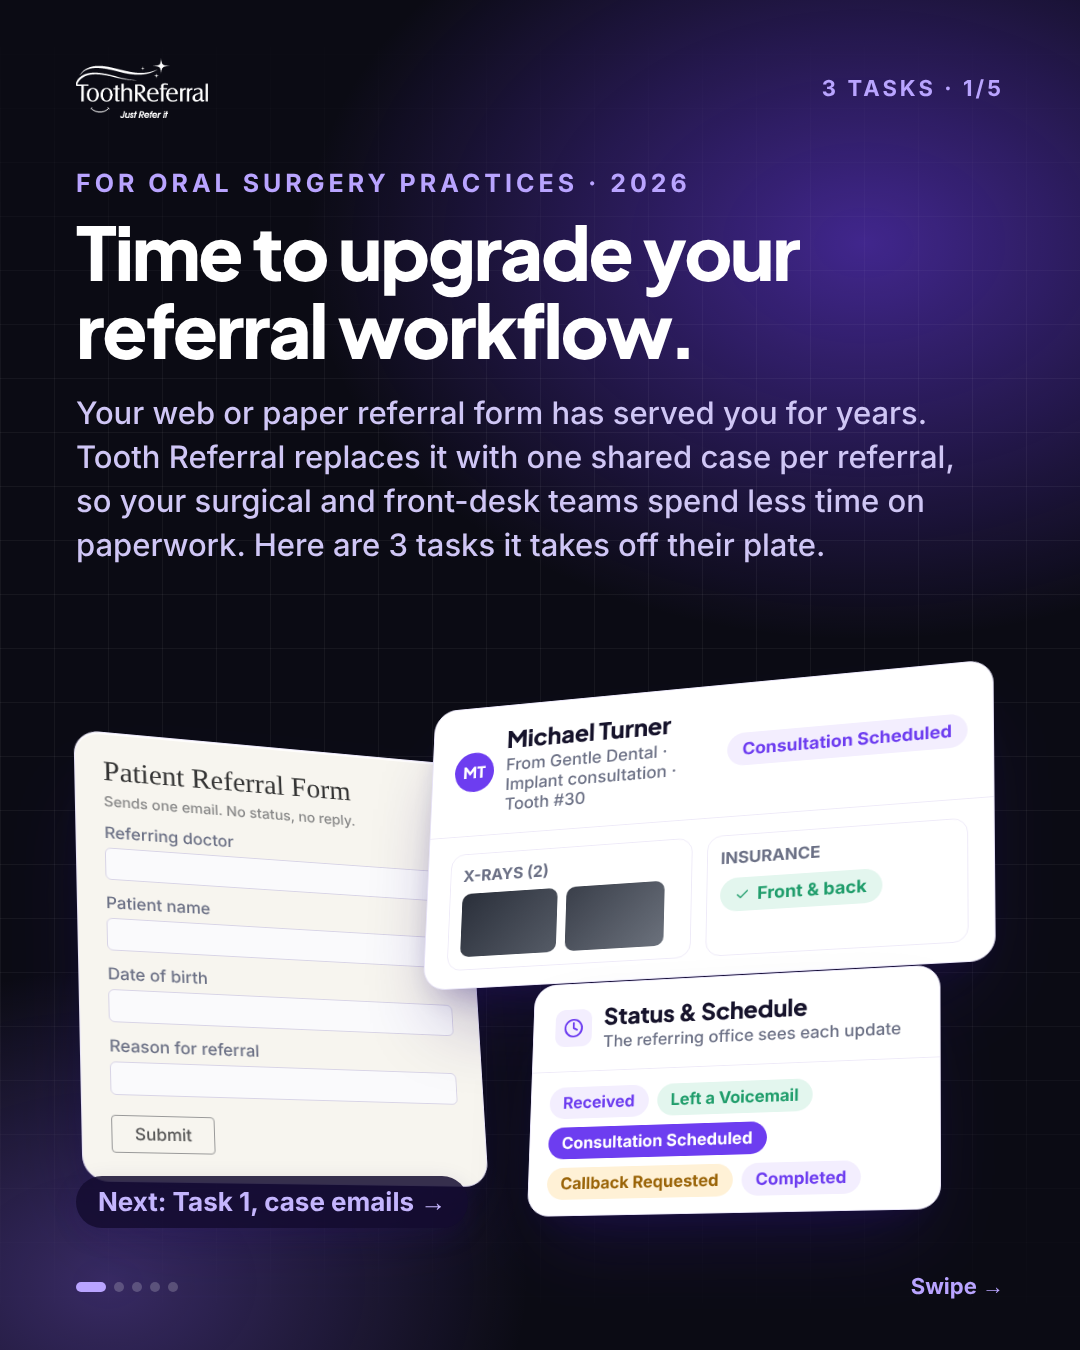 ToothReferral
Just Refer it
3 TASKS · 1/5
FOR ORAL SURGERY PRACTICES · 2026
Time to upgrade your
referral workflow.
Your web or paper referral form has served you for years.
Tooth Referral replaces it with one shared case per referral,
so your surgical and front-desk teams spend less time on
paperwork. Here are 3 tasks it takes off their plate.
Patient Referral Form
Sends one email. No status, no reply.
Referring doctor
Patient name
Date of birth
Reason for referral
Submit
MT
Michael Turner
From Gentle Dental ·
Implant consultation ·
Tooth #30
Consultation Scheduled
X-RAYS (2)
INSURANCE
✓ Front & back
Status & Schedule
The referring office sees each update
Received
Left a Voicemail
Consultation Scheduled
Callback Requested
Completed
Next: Task 1, case emails →
Swipe →